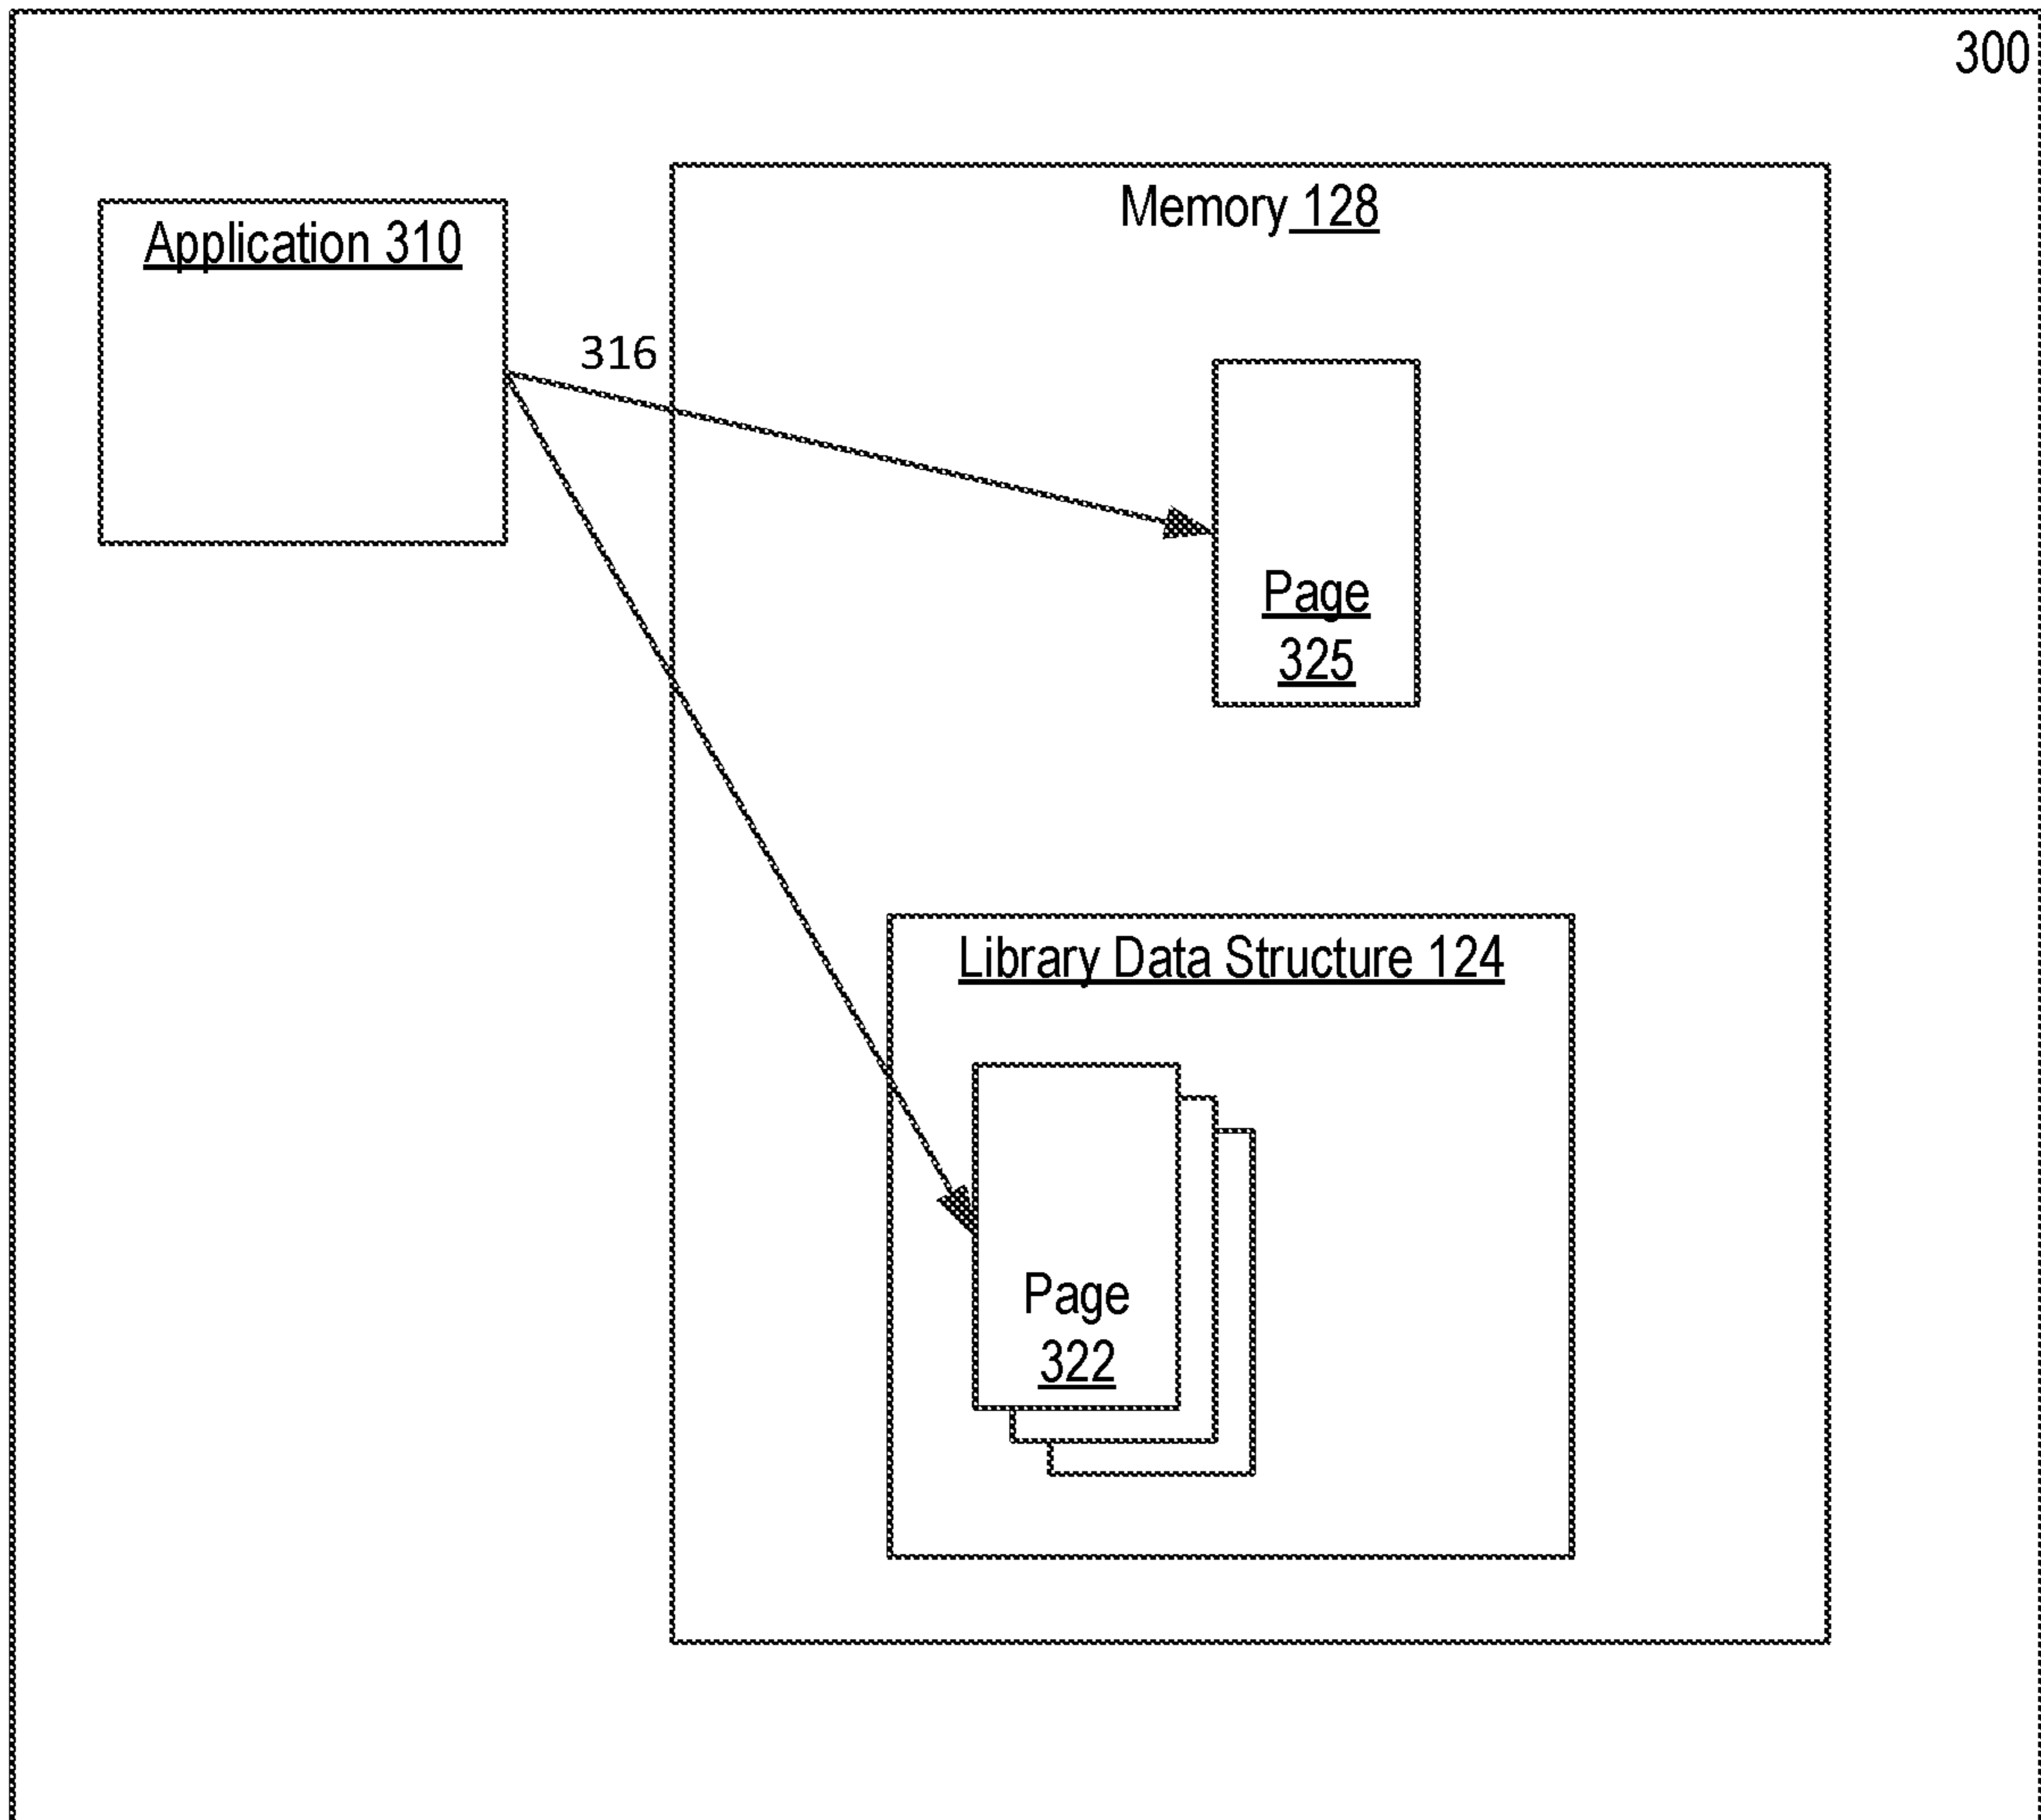 300
Memory 128
Application 310
316
Page
325
Library Data Structure 124
Page
322